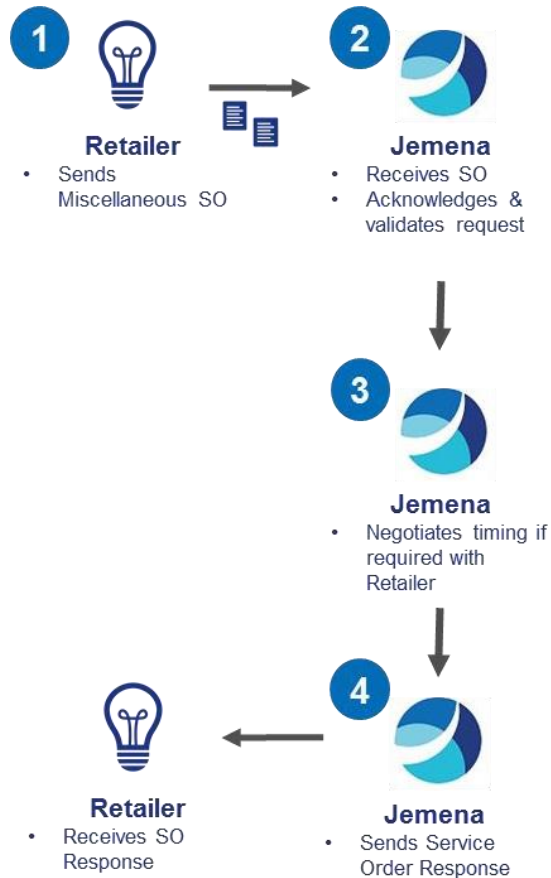 1
Retailer
• Sends
Miscellaneous SO
2
Jemena
• Receives SO
• Acknowledges &
validates request
3
Jemena
• Negotiates timing if
required with
Retailer
4
Jemena
• Sends Service
Order Response
Retailer
• Receives SO
Response